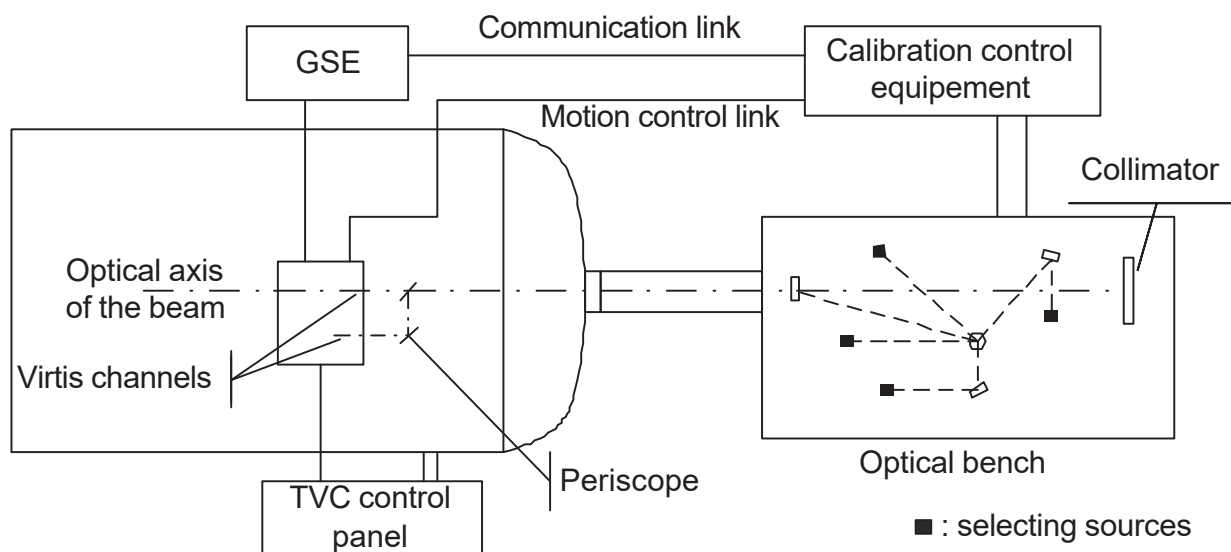 Communication link
GSE
Calibration control
equipement
Motion control link
Collimator
Optical axis
of the beam
Virtis channels
Periscope
Optical bench
TVC control
panel
■ : selecting sources